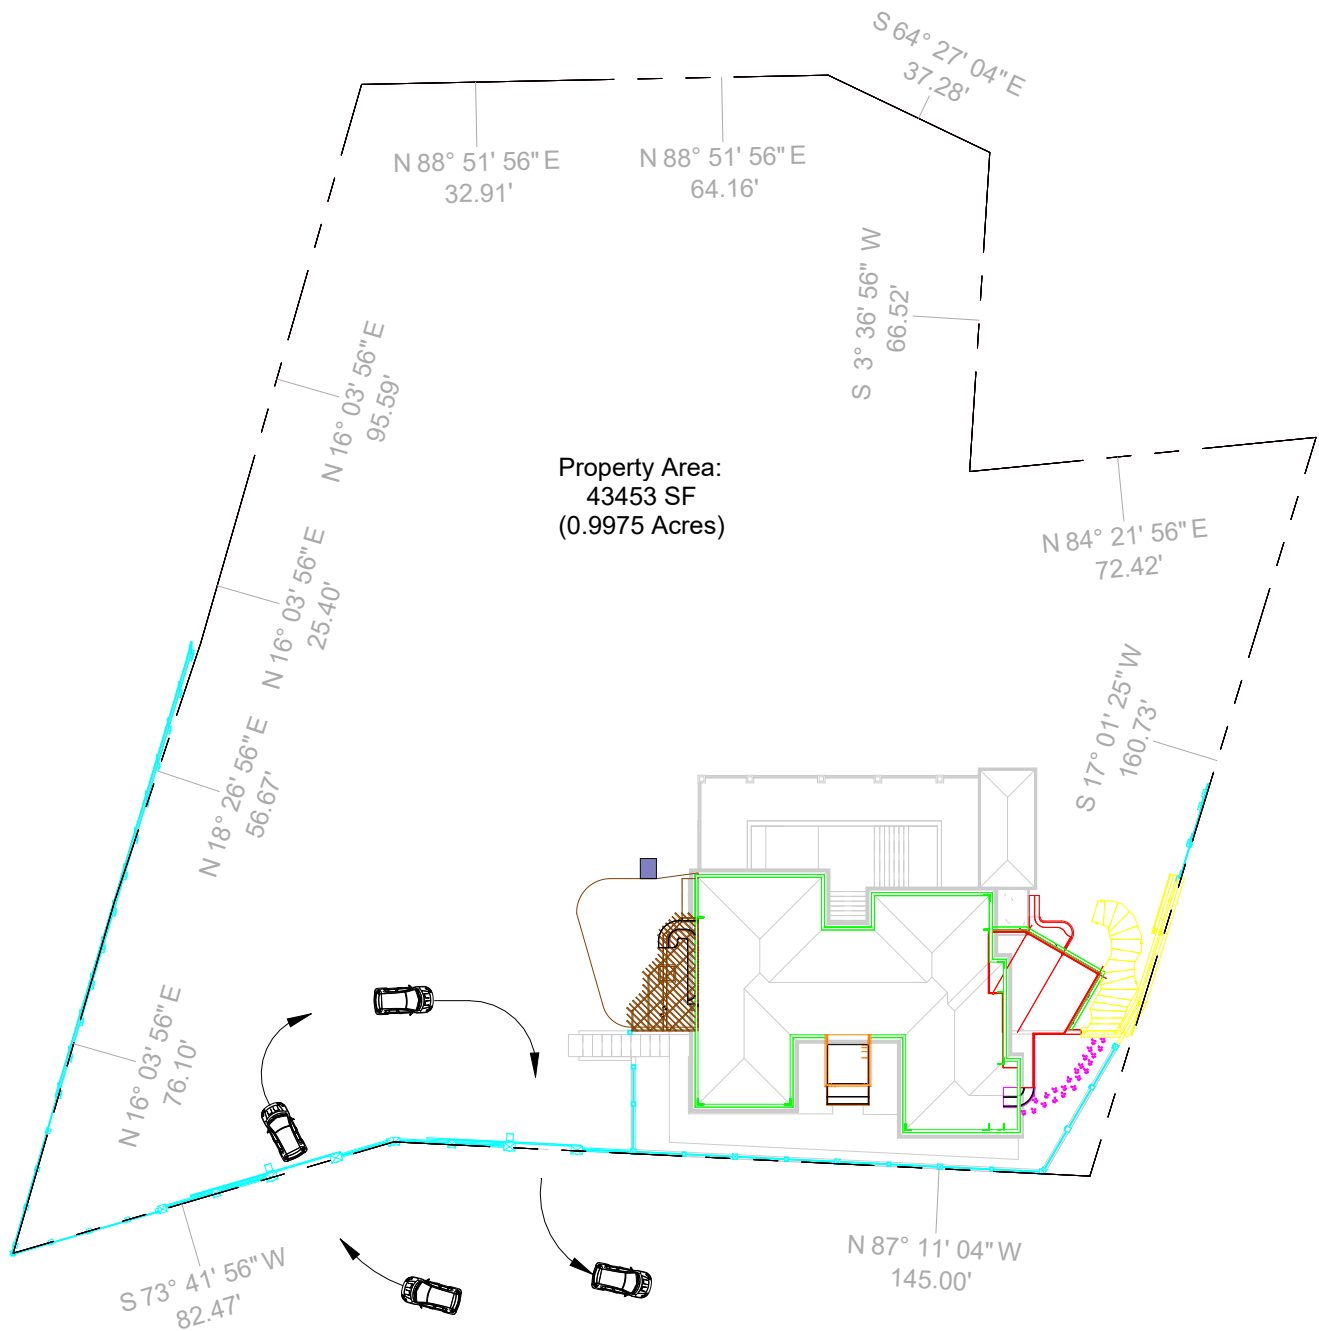 S 64° 27' 04" E
37.28'
N 88° 51' 56" E
32.91'
N 88° 51' 56" E
64.16'
S 3° 36' 56" W
66.52'
N 16° 03' 56" E
95.59'
Property Area:
43453 SF
(0.9975 Acres)
N 84° 21' 56" E
72.42'
N 16° 03' 56" E
25.40'
S 17° 01' 25" W
160.73'
N 18° 26' 56" E
56.67'
N 16° 03' 56" E
76.10'
N 87° 11' 04" W
145.00'
S 73° 41' 56" W
82.47'